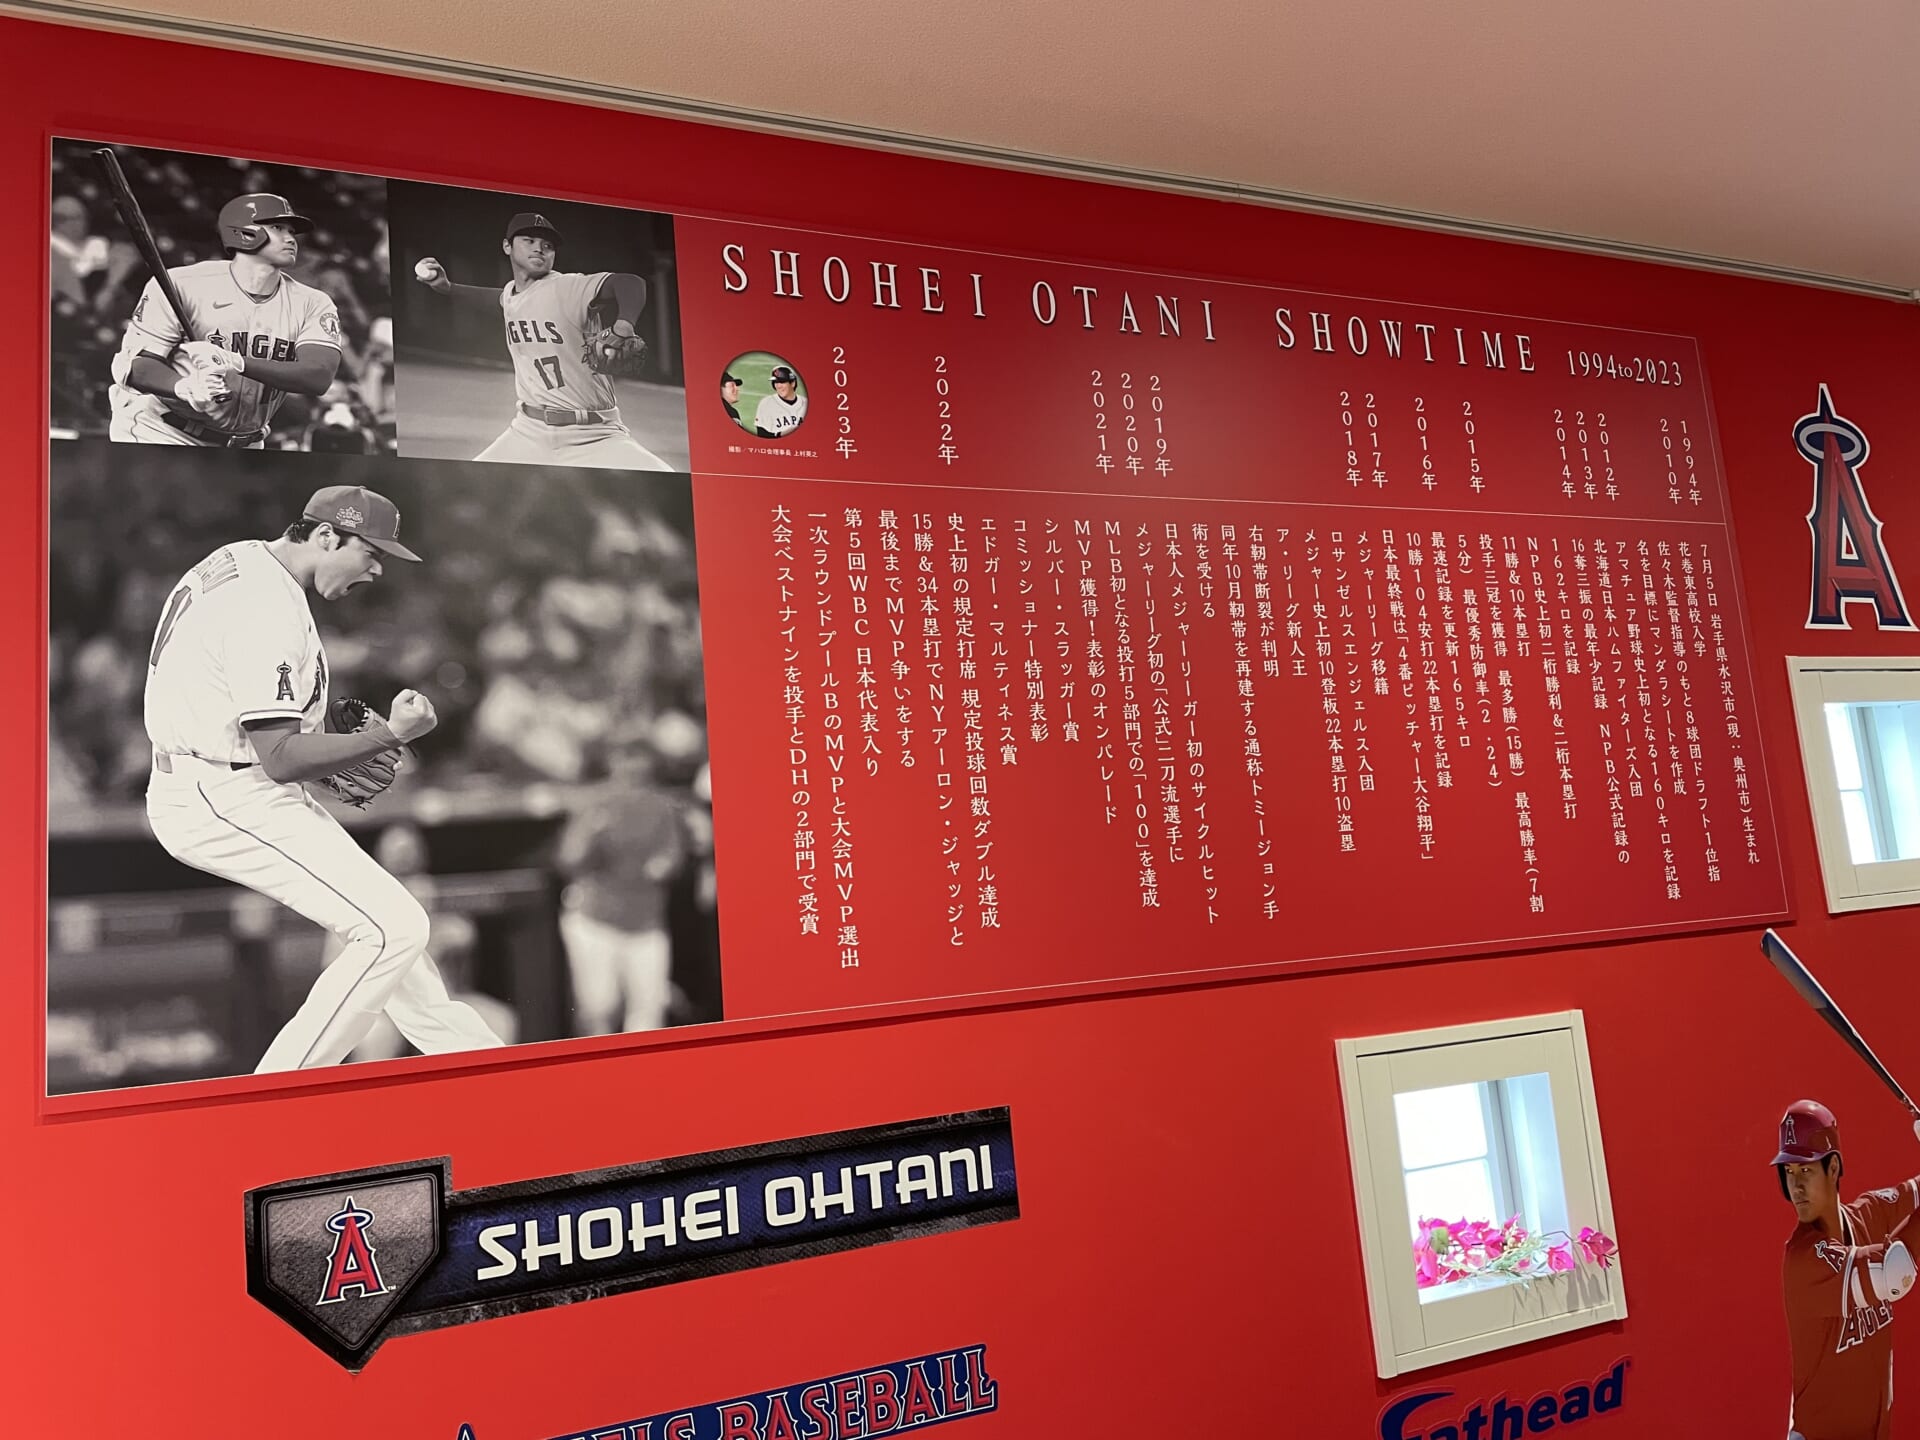 SHOHEI OTANI SHOWTIME 1994to2023
1994年
2010年
2012年
2013年
2014年
2015年
2016年
2017年
2018年
2019年
2020年
2021年
2022年
2023年
撮影／マハロ会理事長 上村英之
7月5日 岩手県水沢市(現：奥州市)生まれ
花巻東高校入学
佐々木監督指導のもと8球団ドラフト1位指
名を目標にマンダラシートを作成
アマチュア野球史上初となる160キロを記録
北海道日本ハムファイターズ入団
16奪三振の最年少記録 NPB公式記録の
162キロを記録
NPB史上初二桁勝利&二桁本塁打
11勝&10本塁打
投手三冠を獲得 最多勝(15勝) 最高勝率(7割
5分) 最優秀防御率(2.24)
最速記録を更新165キロ
10勝104安打22本塁打を記録
日本最終戦は「4番ピッチャー大谷翔平」
メジャーリーグ移籍
ロサンゼルスエンジェルス入団
メジャー史上初10登板22本塁打10盗塁
ア・リーグ新人王
右靭帯断裂が判明
同年10月靭帯を再建する通称トミージョン手
術を受ける
日本人メジャーリーガー初のサイクルヒット
メジャーリーグ初の「公式」二刀流選手に
MLB初となる投打5部門での「100」を達成
MVP獲得！表彰のオンパレード
シルバー・スラッガー賞
コミッショナー特別表彰
エドガー・マルティネス賞
史上初の規定打席 規定投球回数ダブル達成
15勝&34本塁打でNYアーロン・ジャッジと
最後までMVP争いをする
第5回WBC 日本代表入り
一次ラウンドプールBのMVPと大会MVP選出
大会ベストナインを投手とDHの2部門で受賞
ANGEL
GELS
17
JAPA
A
SHOHEI OHTANI
ELS BASEBALL
Fathead